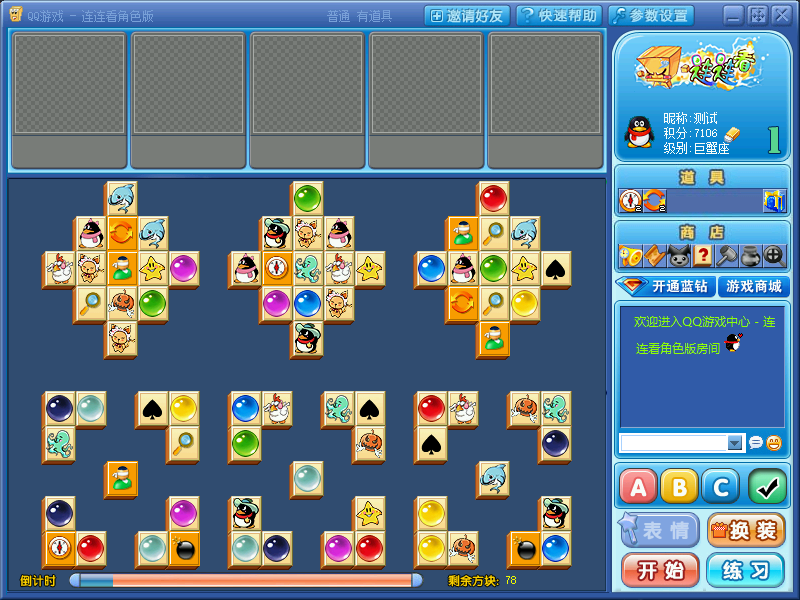 QQ游戏 - 连连看角色版
普通 有道具
邀请好友
? 快速帮助
参数设置
连连看
昵称:测试
积分:7106
级别:巨蟹座
1
道 具
2
2
商 店
?
开通蓝钻
游戏商城
欢迎进入QQ游戏中心 - 连
连看角色版房间
A
B
C
表 情
换 装
开 始
练 习
倒计时
剩余方块: 78